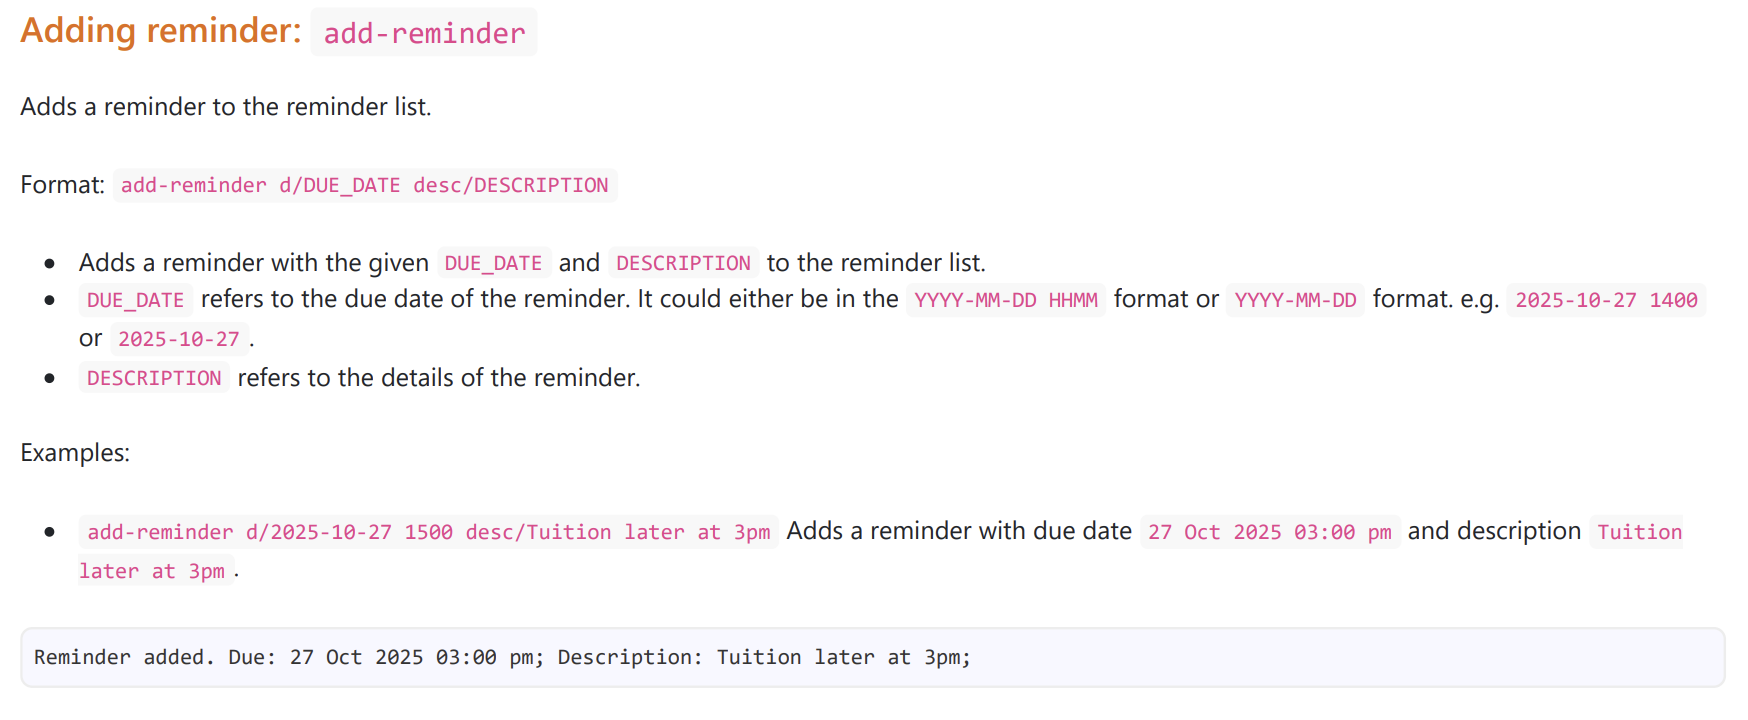 Adding reminder: add-reminder
Adds a reminder to the reminder list.
Format: add-reminder d/DUE_DATE desc/DESCRIPTION
Adds a reminder with the given DUE_DATE and DESCRIPTION to the reminder list.
DUE_DATE refers to the due date of the reminder. It could either be in the YYYY-MM-DD HHMM format or YYYY-MM-DD format. e.g. 2025-10-27 1400
or 2025-10-27.
DESCRIPTION refers to the details of the reminder.
Examples:
add-reminder d/2025-10-27 1500 desc/Tuition later at 3pm Adds a reminder with due date 27 Oct 2025 03:00 pm and description Tuition
later at 3pm.
Reminder added. Due: 27 Oct 2025 03:00 pm; Description: Tuition later at 3pm;